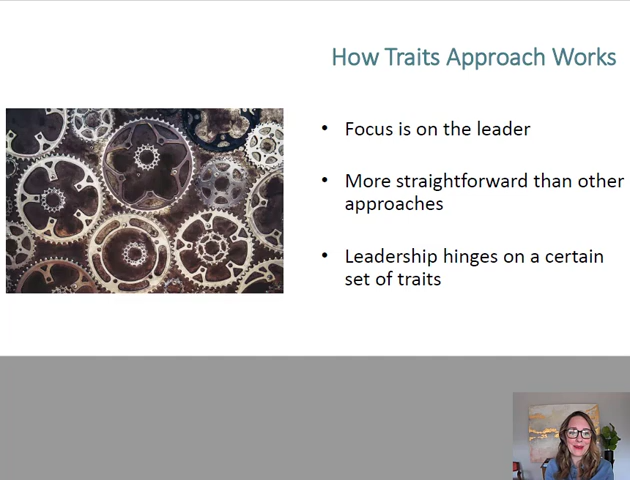 How Traits Approach Works
• Focus is on the leader
• More straightforward than other
approaches
• Leadership hinges on a certain
set of traits